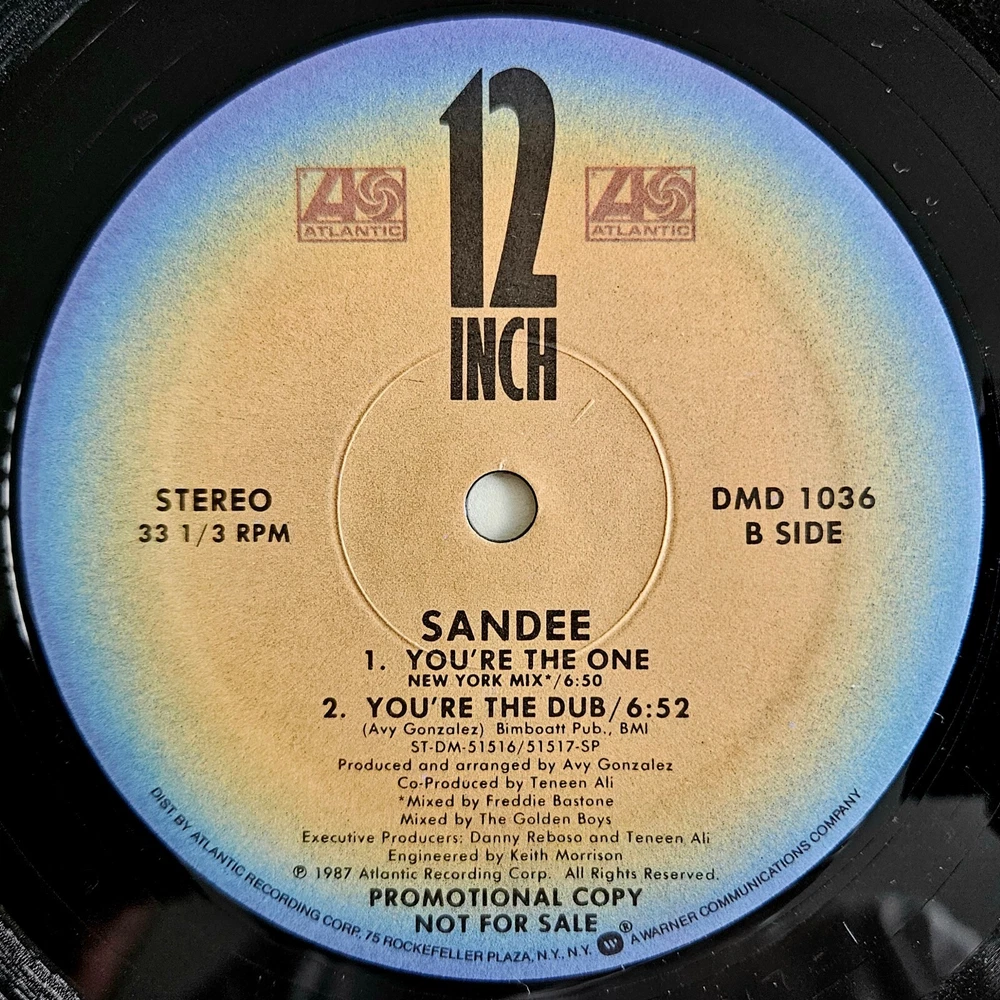 12
INCH
ATLANTIC
ATLANTIC
STEREO
33 1/3 RPM
DMD 1036
B SIDE
SANDEE
1. YOU'RE THE ONE
NEW YORK MIX*/6:50
2. YOU'RE THE DUB/6:52
(Avy Gonzalez) Bimboatt Pub., BMI
ST-DM-51516/51517-SP
Produced and arranged by Avy Gonzalez
Co-Produced by Teneen Ali
*Mixed by Freddie Bastone
Mixed by The Golden Boys
Executive Producers: Danny Reboso and Teneen Ali
Engineered by Keith Morrison
℗ 1987 Atlantic Recording Corp. All Rights Reserved.
PROMOTIONAL COPY
NOT FOR SALE
DIST. BY ATLANTIC RECORDING CORP., 75 ROCKEFELLER PLAZA, N.Y., N.Y. ® A WARNER COMMUNICATIONS COMPANY